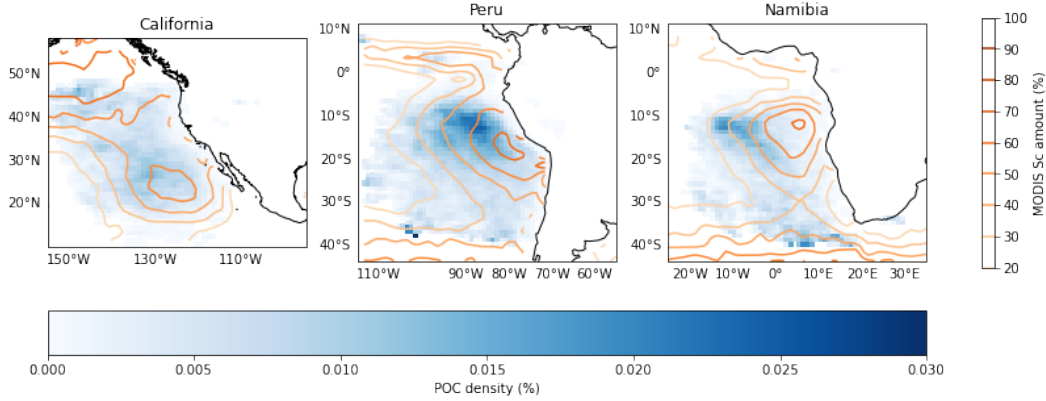 California
50°N
40°N
30°N
20°N
150°W 130°W 110°W
Peru
10°N
0°
10°S
20°S
30°S
40°S
110°W 90°W 80°W 70°W 60°W
Namibia
10°N
0°
10°S
20°S
30°S
40°S
20°W 10°W 0° 10°E 20°E 30°E
100
90
80
70
60
50
40
30
20
MODIS Sc amount (%)
0.000 0.005 0.010 0.015 0.020 0.025 0.030
POC density (%)